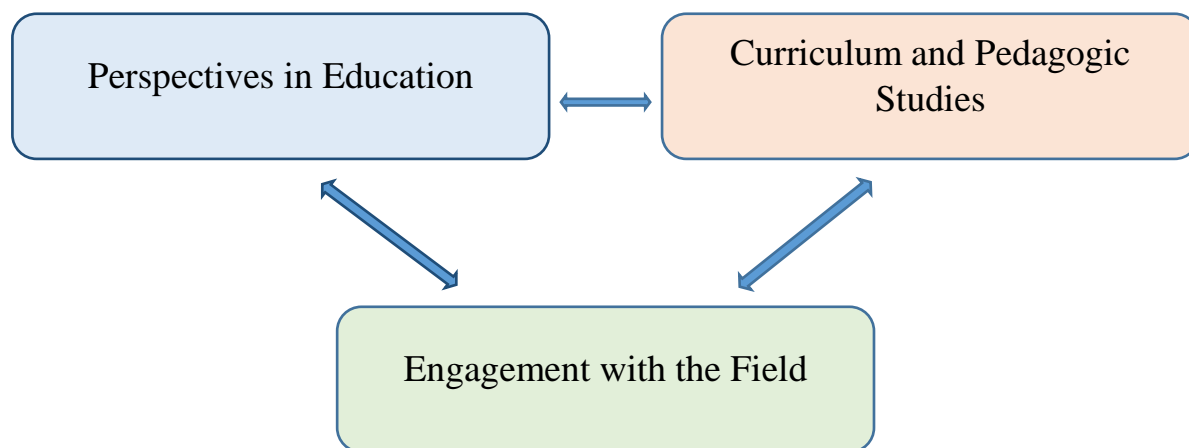 Perspectives in Education
Curriculum and Pedagogic
Studies
Engagement with the Field